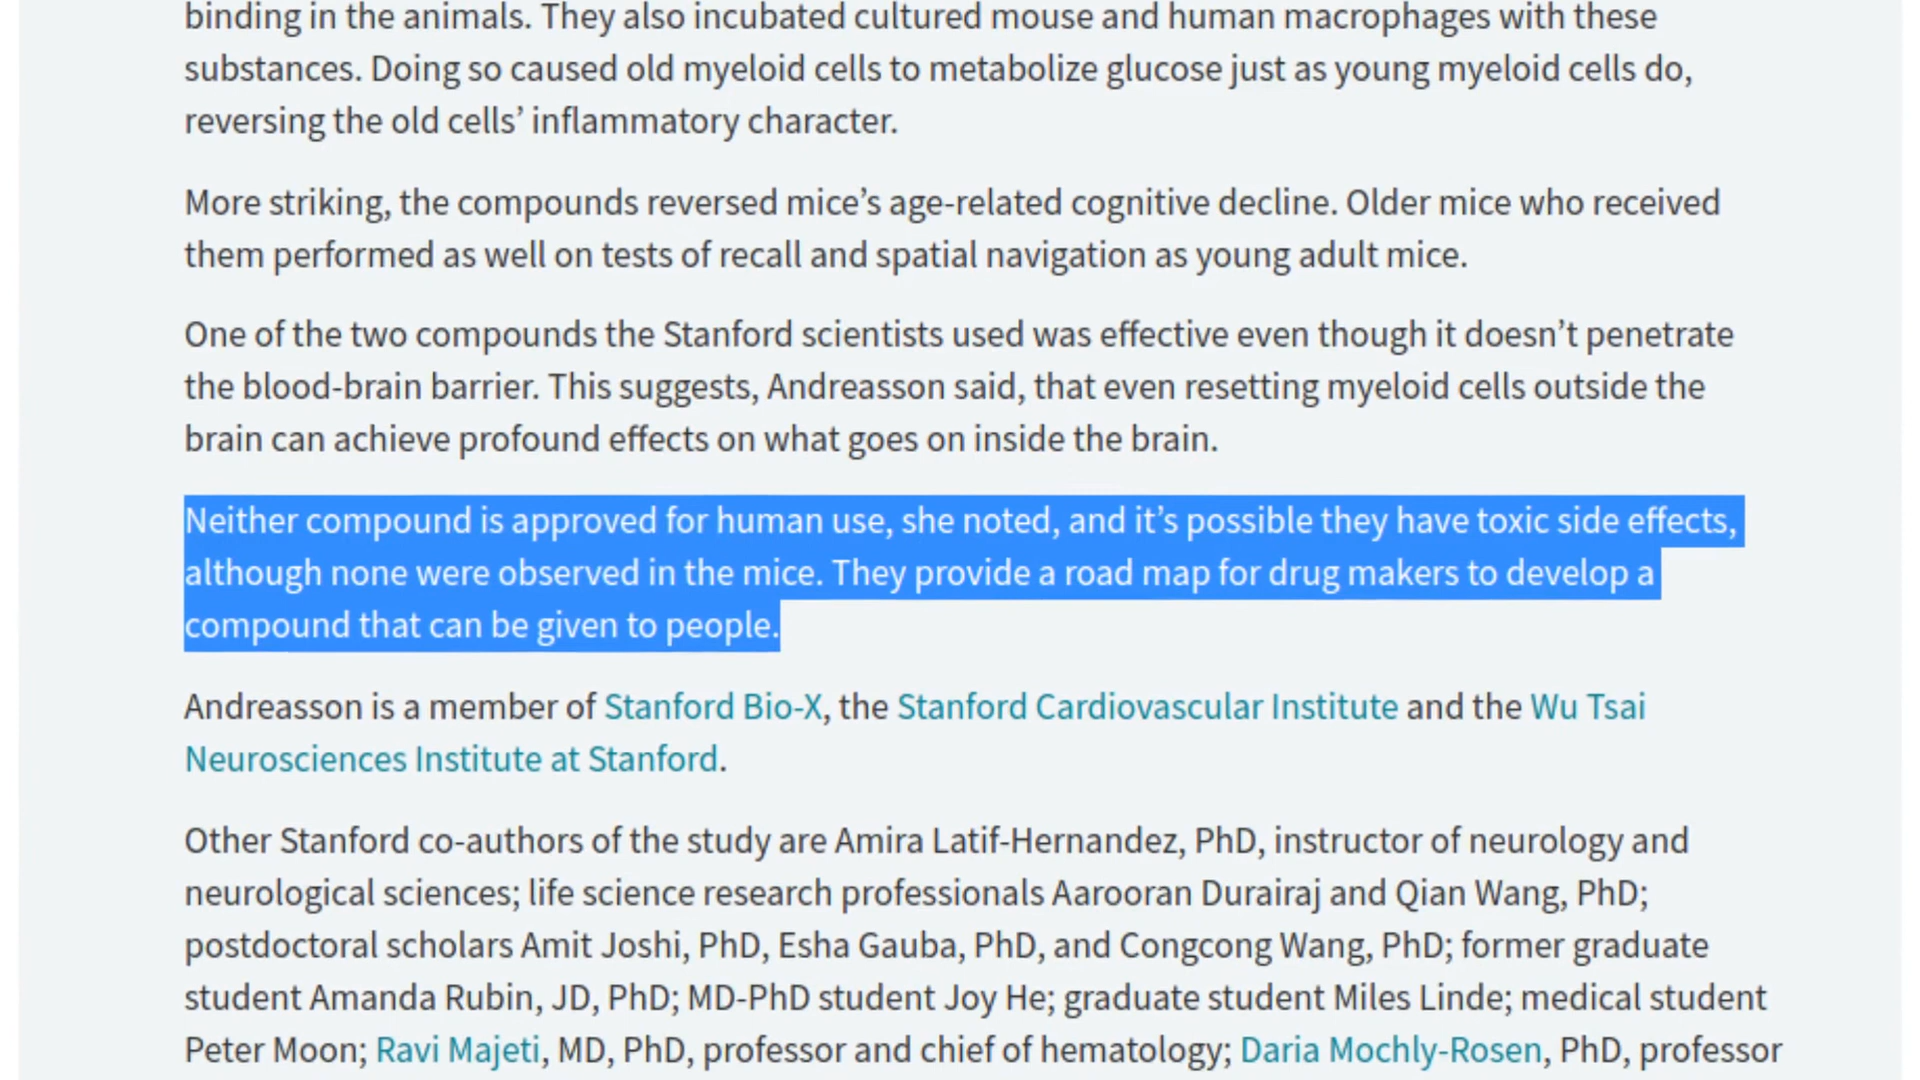 binding in the animals. They also incubated cultured mouse and human macrophages with these
substances. Doing so caused old myeloid cells to metabolize glucose just as young myeloid cells do,
reversing the old cells’ inflammatory character.
More striking, the compounds reversed mice’s age-related cognitive decline. Older mice who received
them performed as well on tests of recall and spatial navigation as young adult mice.
One of the two compounds the Stanford scientists used was effective even though it doesn’t penetrate
the blood-brain barrier. This suggests, Andreasson said, that even resetting myeloid cells outside the
brain can achieve profound effects on what goes on inside the brain.
Neither compound is approved for human use, she noted, and it’s possible they have toxic side effects,
although none were observed in the mice. They provide a road map for drug makers to develop a
compound that can be given to people.
Andreasson is a member of Stanford Bio-X, the Stanford Cardiovascular Institute and the Wu Tsai
Neurosciences Institute at Stanford.
Other Stanford co-authors of the study are Amira Latif-Hernandez, PhD, instructor of neurology and
neurological sciences; life science research professionals Aarooran Durairaj and Qian Wang, PhD;
postdoctoral scholars Amit Joshi, PhD, Esha Gauba, PhD, and Congcong Wang, PhD; former graduate
student Amanda Rubin, JD, PhD; MD-PhD student Joy He; graduate student Miles Linde; medical student
Peter Moon; Ravi Majeti, MD, PhD, professor and chief of hematology; Daria Mochly-Rosen, PhD, professor